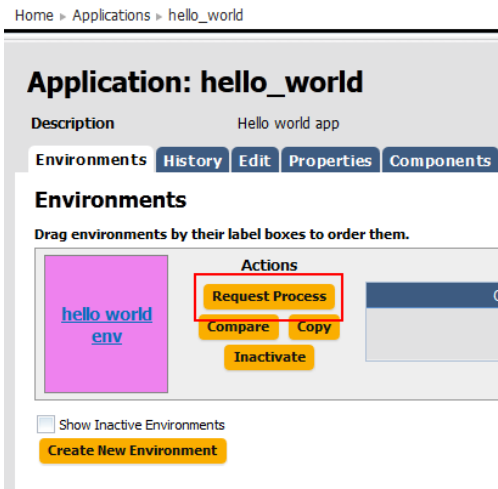 Home ▸ Applications ▸ hello_world
Application: hello_world
Description Hello world app
Environments History Edit Properties Components
Environments
Drag environments by their label boxes to order them.
Actions
Request Process
hello world
env
Compare Copy
Inactivate
Show Inactive Environments
Create New Environment